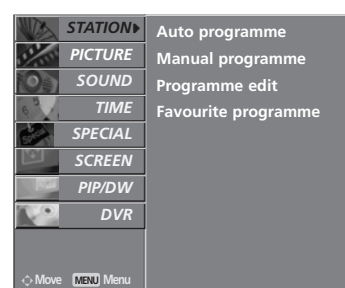 STATION
PICTURE
SOUND
TIME
SPECIAL
SCREEN
PIP/DW
DVR
Move MENU Menu
Auto programme
Manual programme
Programme edit
Favourite programme